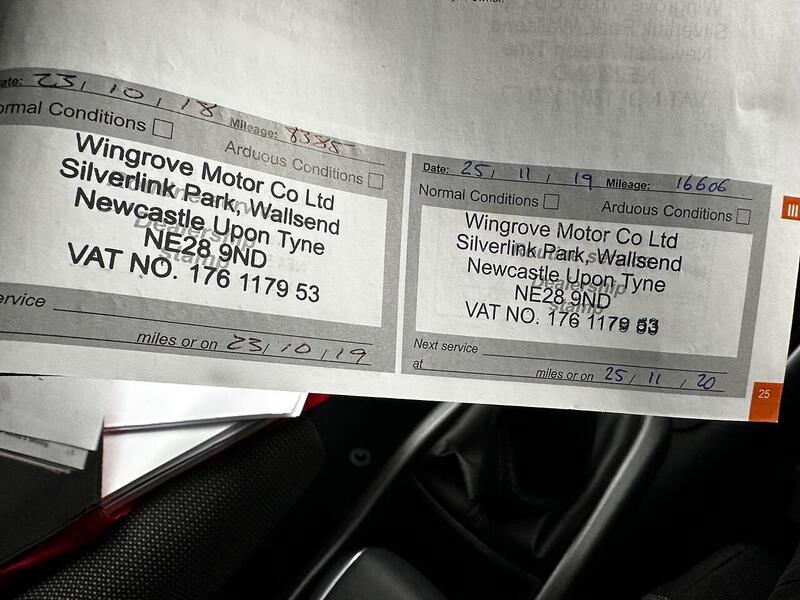 Date: 23 / 10 / 18 Mileage: 8385
Normal Conditions Arduous Conditions
Wingrove Motor Co Ltd
Silverlink Park, Wallsend
Newcastle Upon Tyne
NE28 9ND
VAT NO. 176 1179 53
service
miles or on 23 / 10 / 19
Date: 25 / 11 / 19 Mileage: 16606
Normal Conditions Arduous Conditions
Wingrove Motor Co Ltd
Silverlink Park, Wallsend
Newcastle Upon Tyne
NE28 9ND
VAT NO. 176 1179 53
Next service
at miles or on 25 / 11 / 20
25